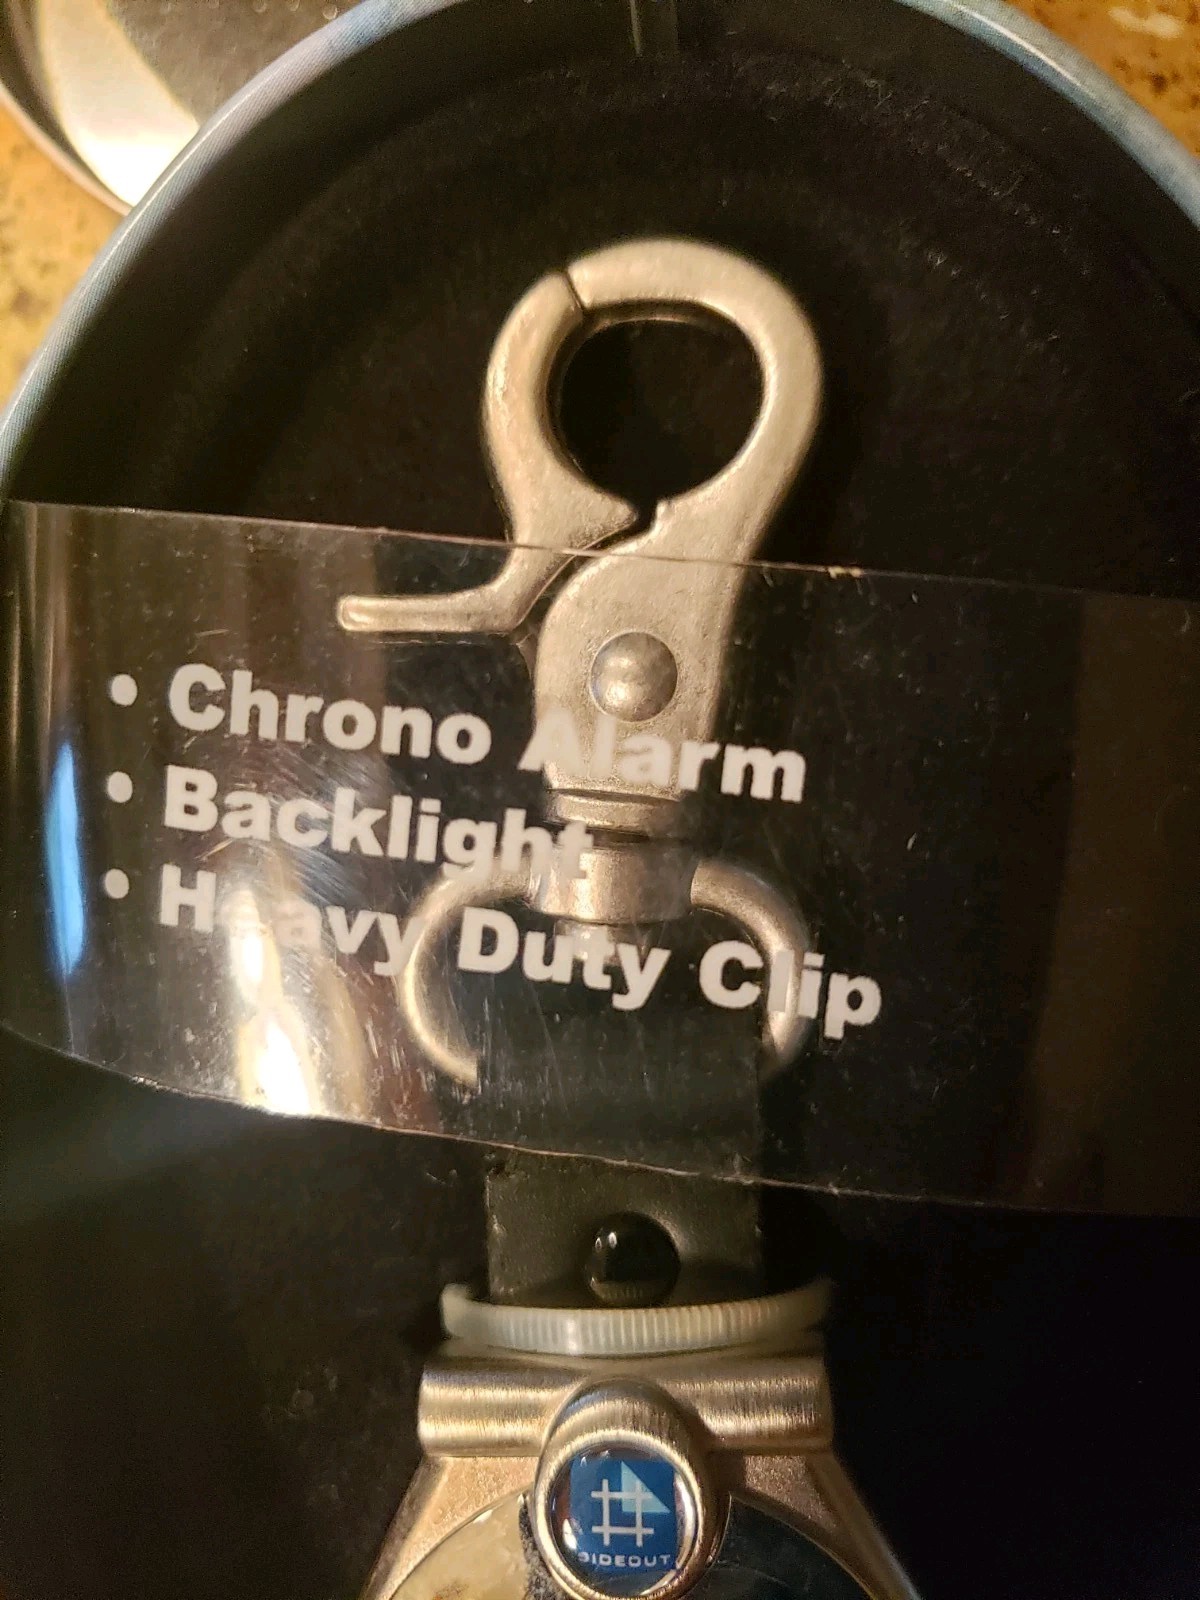 • Chrono Alarm
• Backlight
• Heavy Duty Clip
SIDEOUT